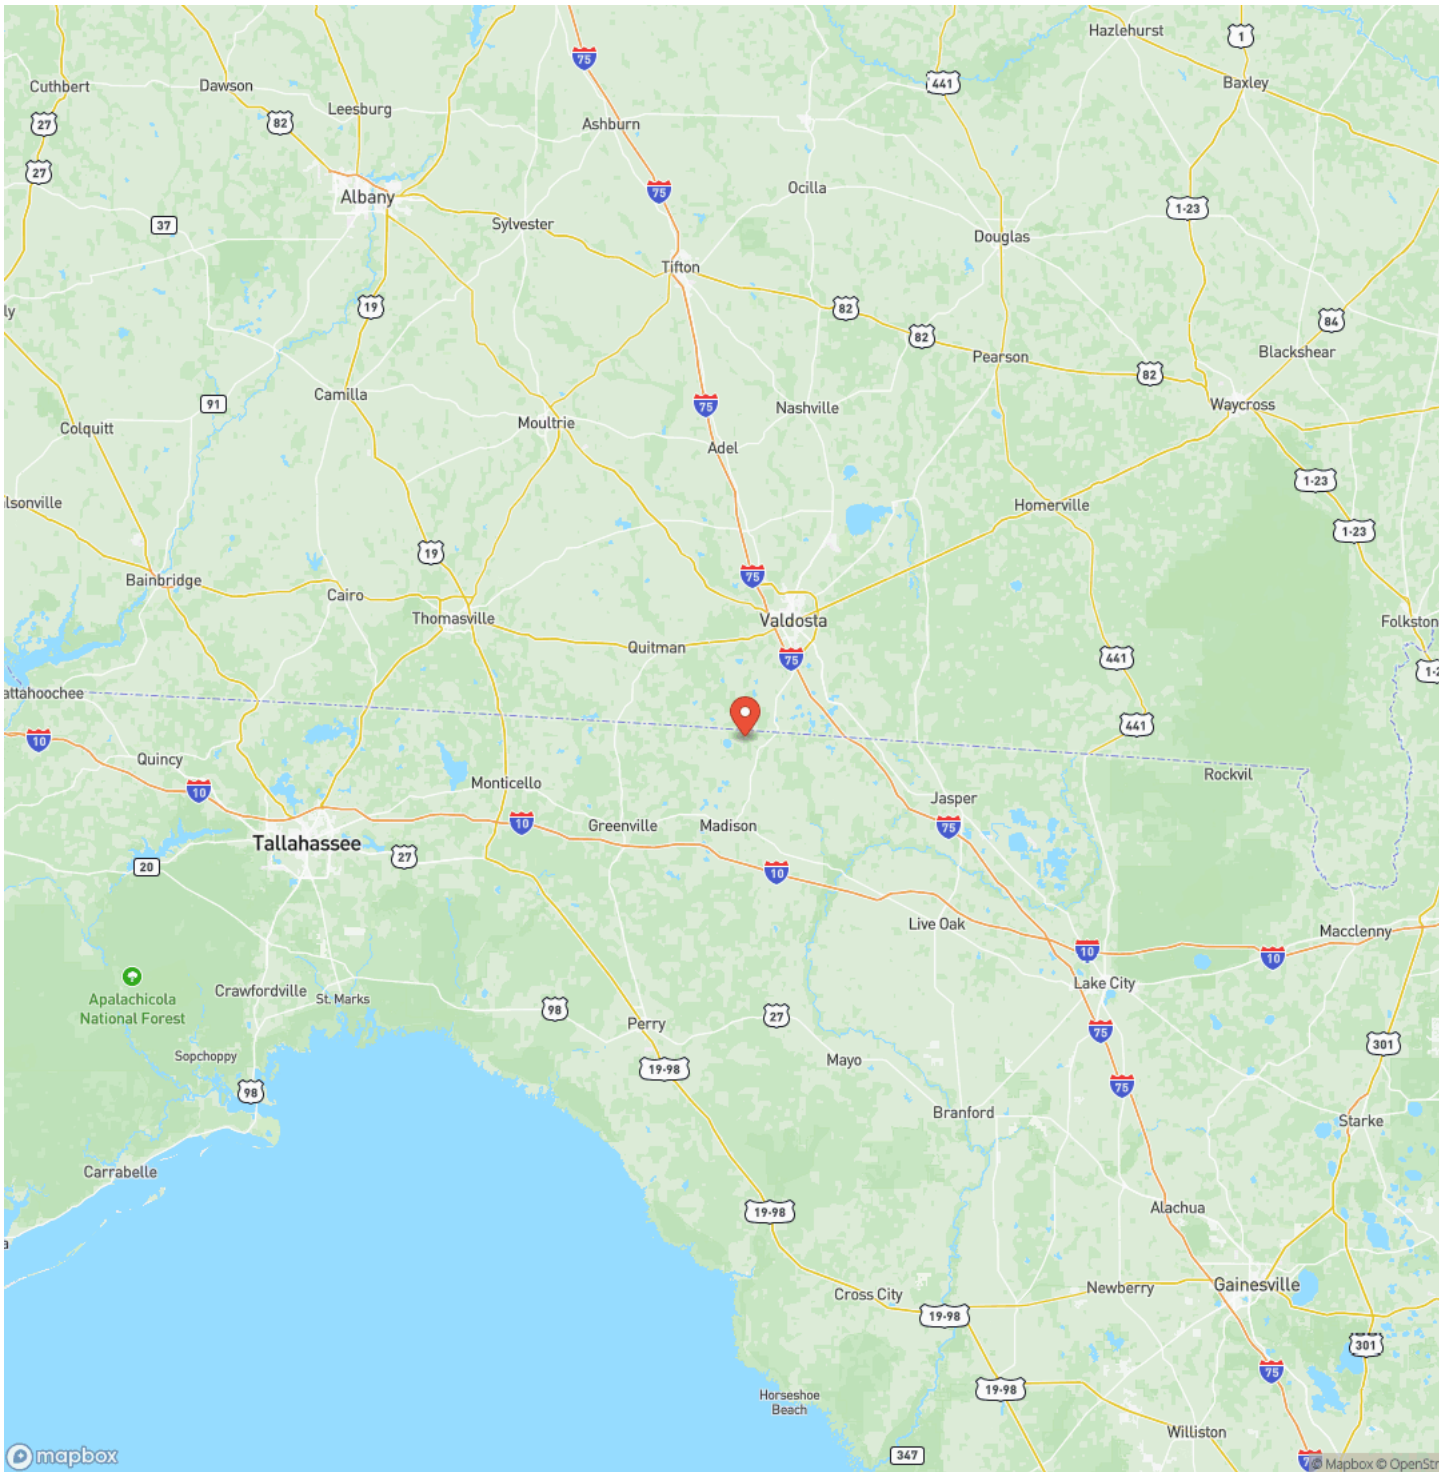 Hazlehurst
1
75
441
Cuthbert
Dawson
Leesburg
Baxley
27
82
Ashburn
27
75
Ocilla
Albany
1-23
37
Sylvester
Douglas
Tifton
19
82
ly
84
82
Pearson
Blackshear
82
Camilla
91
75
Nashville
Waycross
Moultrie
Colquitt
Adel
1-23
alsonville
Homerville
1-23
19
75
Bainbridge
Cairo
Thomasville
Valdosta
Folkston
Quitman
75
441
1-2
attahoochee
441
10
Quincy
Rockvil
Monticello
10
Jasper
10
Greenville
Madison
75
Tallahassee
27
20
10
Live Oak
Macclenny
10
10
Apalachicola
National Forest
Crawfordville
St. Marks
Lake City
98
27
Perry
75
301
Sopchoppy
Mayo
19-98
98
75
Branford
Starke
Carrabelle
19-98
Alachua
a
Gainesville
Newberry
Cross City
19-98
301
75
19-98
Horseshoe
Beach
Williston
347
mapbox
7
© Mapbox © OpenStr